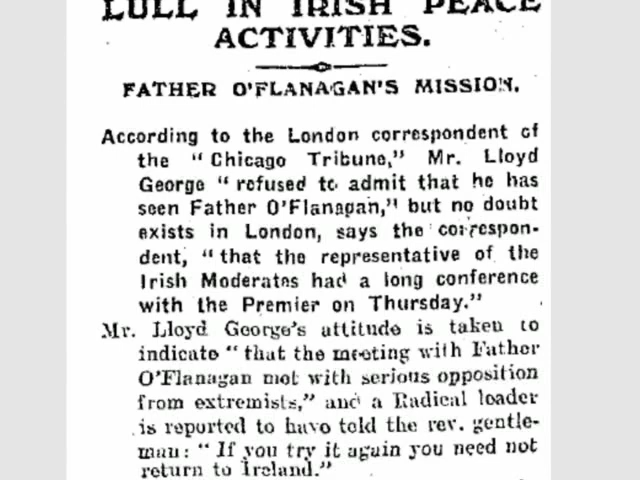 LULL IN IRISH PEACE
ACTIVITIES.
FATHER O'FLANAGAN'S MISSION.
According to the London correspondent of
the "Chicago Tribune," Mr. Lloyd
George "refused to admit that he has
seen Father O'Flanagan," but no doubt
exists in London, says the correspon-
dent, "that the representative of the
Irish Moderates had a long conference
with the Premier on Thursday."
Mr. Lloyd George's attitude is taken to
indicate "that the meeting with Father
O'Flanagan met with serious opposition
from extremists," and a Radical leader
is reported to have told the rev. gentle-
man: "If you try it again you need not
return to Ireland."